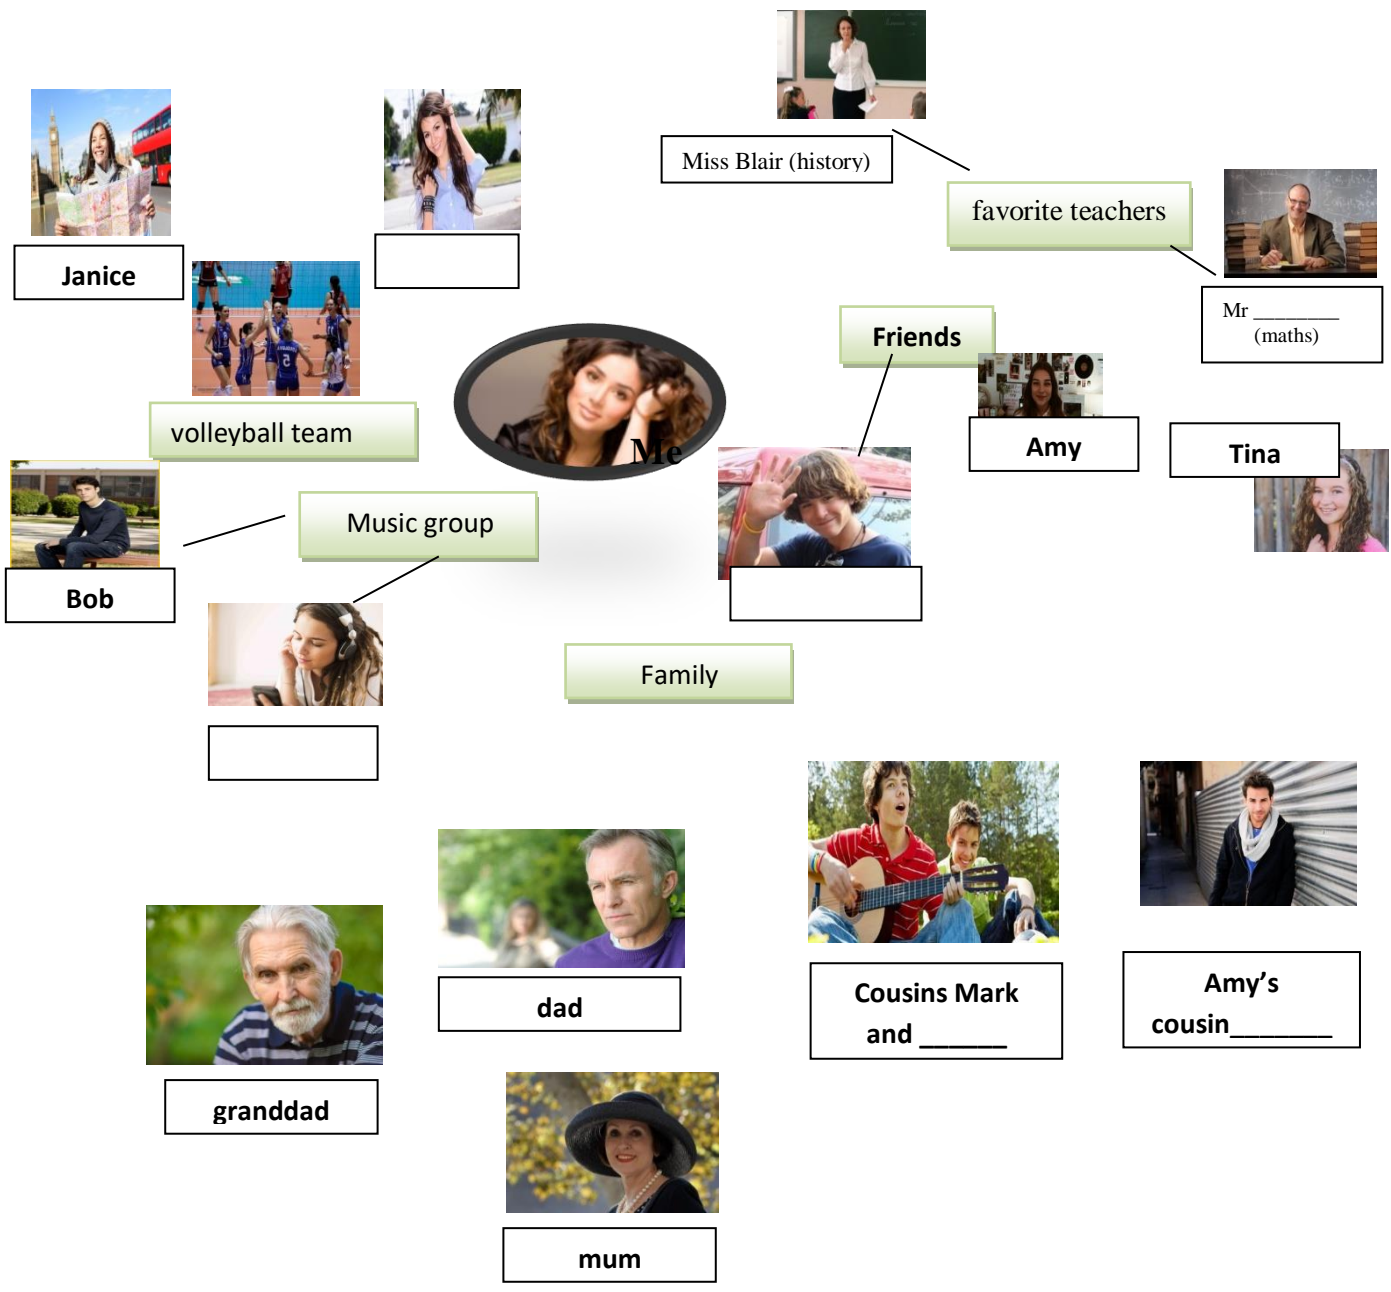 Miss Blair (history)
favorite teachers
Janice
Mr ________
(maths)
Friends
volleyball team
Me
Amy
Tina
Music group
Bob
Family
Cousins Mark
and ______
Amy's
cousin_______
dad
granddad
mum